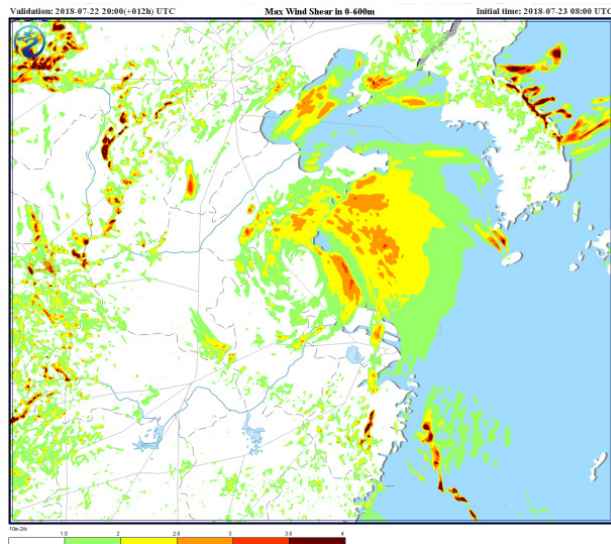 Validation: 2018-07-22 20:00(+012h) UTC Max Wind Shear in 0-600m Initial time: 2018-07-23 08:00 UTC
10e-2/s
1.5 2 2.5 3 3.5 4